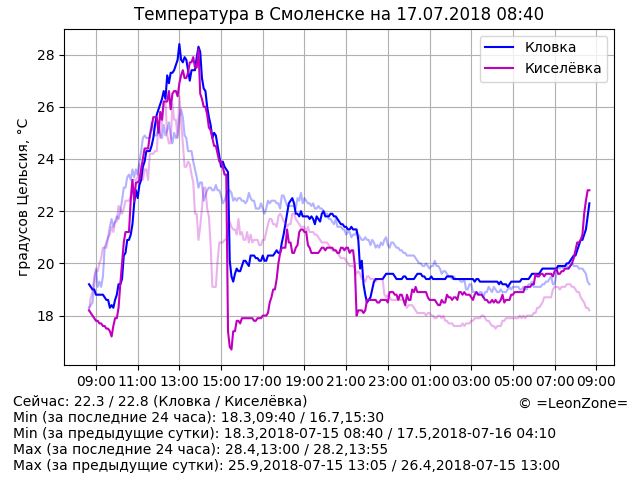 Температура в Смоленске на 17.07.2018 08:40
Кловка
Киселёвка
градусов Цельсия, °C
28
26
24
22
20
18
09:00 11:00 13:00 15:00 17:00 19:00 21:00 23:00 01:00 03:00 05:00 07:00 09:00
Сейчас: 22.3 / 22.8 (Кловка / Киселёвка)
© =LeonZone=
Min (за последние 24 часа): 18.3,09:40 / 16.7,15:30
Min (за предыдущие сутки): 18.3,2018-07-15 08:40 / 17.5,2018-07-16 04:10
Max (за последние 24 часа): 28.4,13:00 / 28.2,13:55
Max (за предыдущие сутки): 25.9,2018-07-15 13:05 / 26.4,2018-07-15 13:00